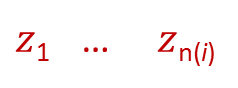 z1 … zn(i)